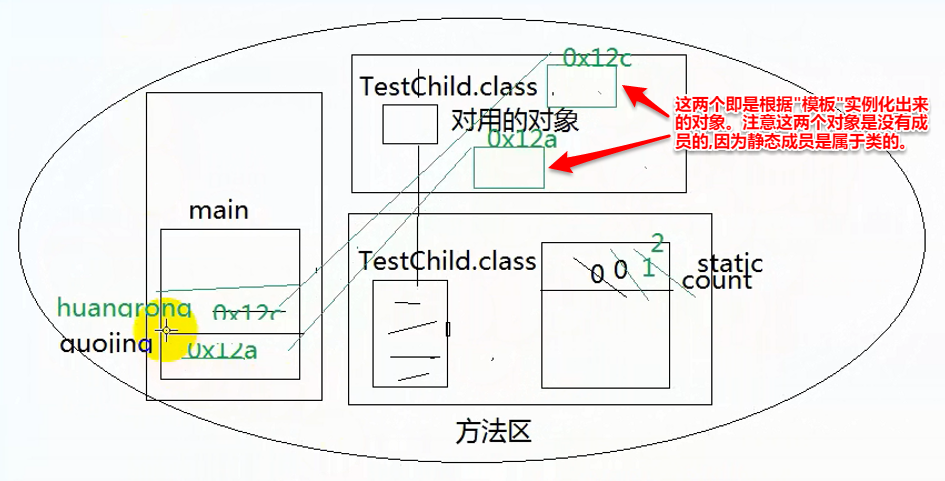 0x12c
TestChild.class
对用的对象
0x12a
这两个即是根据"模板"实例化出来
的对象。注意这两个对象是没有成
员的,因为静态成员是属于类的。
main
huangrong
0x12c
guojing
0x12a
TestChild.class
0
0
1
2
static
count
方法区